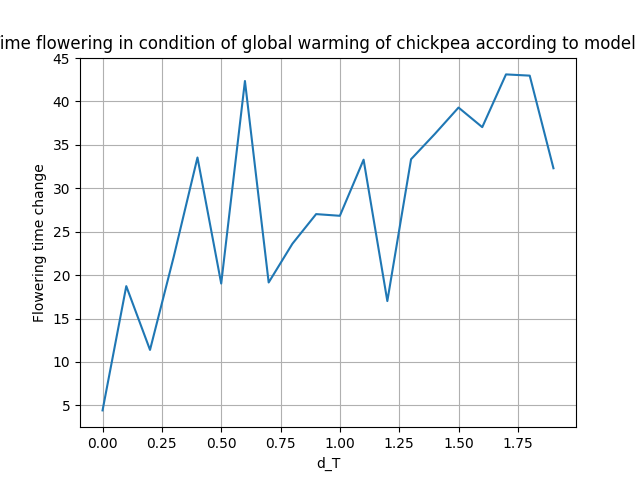 ime flowering in condition of global warming of chickpea according to model
45
40
35
30
25
20
15
10
5
Flowering time change
0.00 0.25 0.50 0.75 1.00 1.25 1.50 1.75
d_T